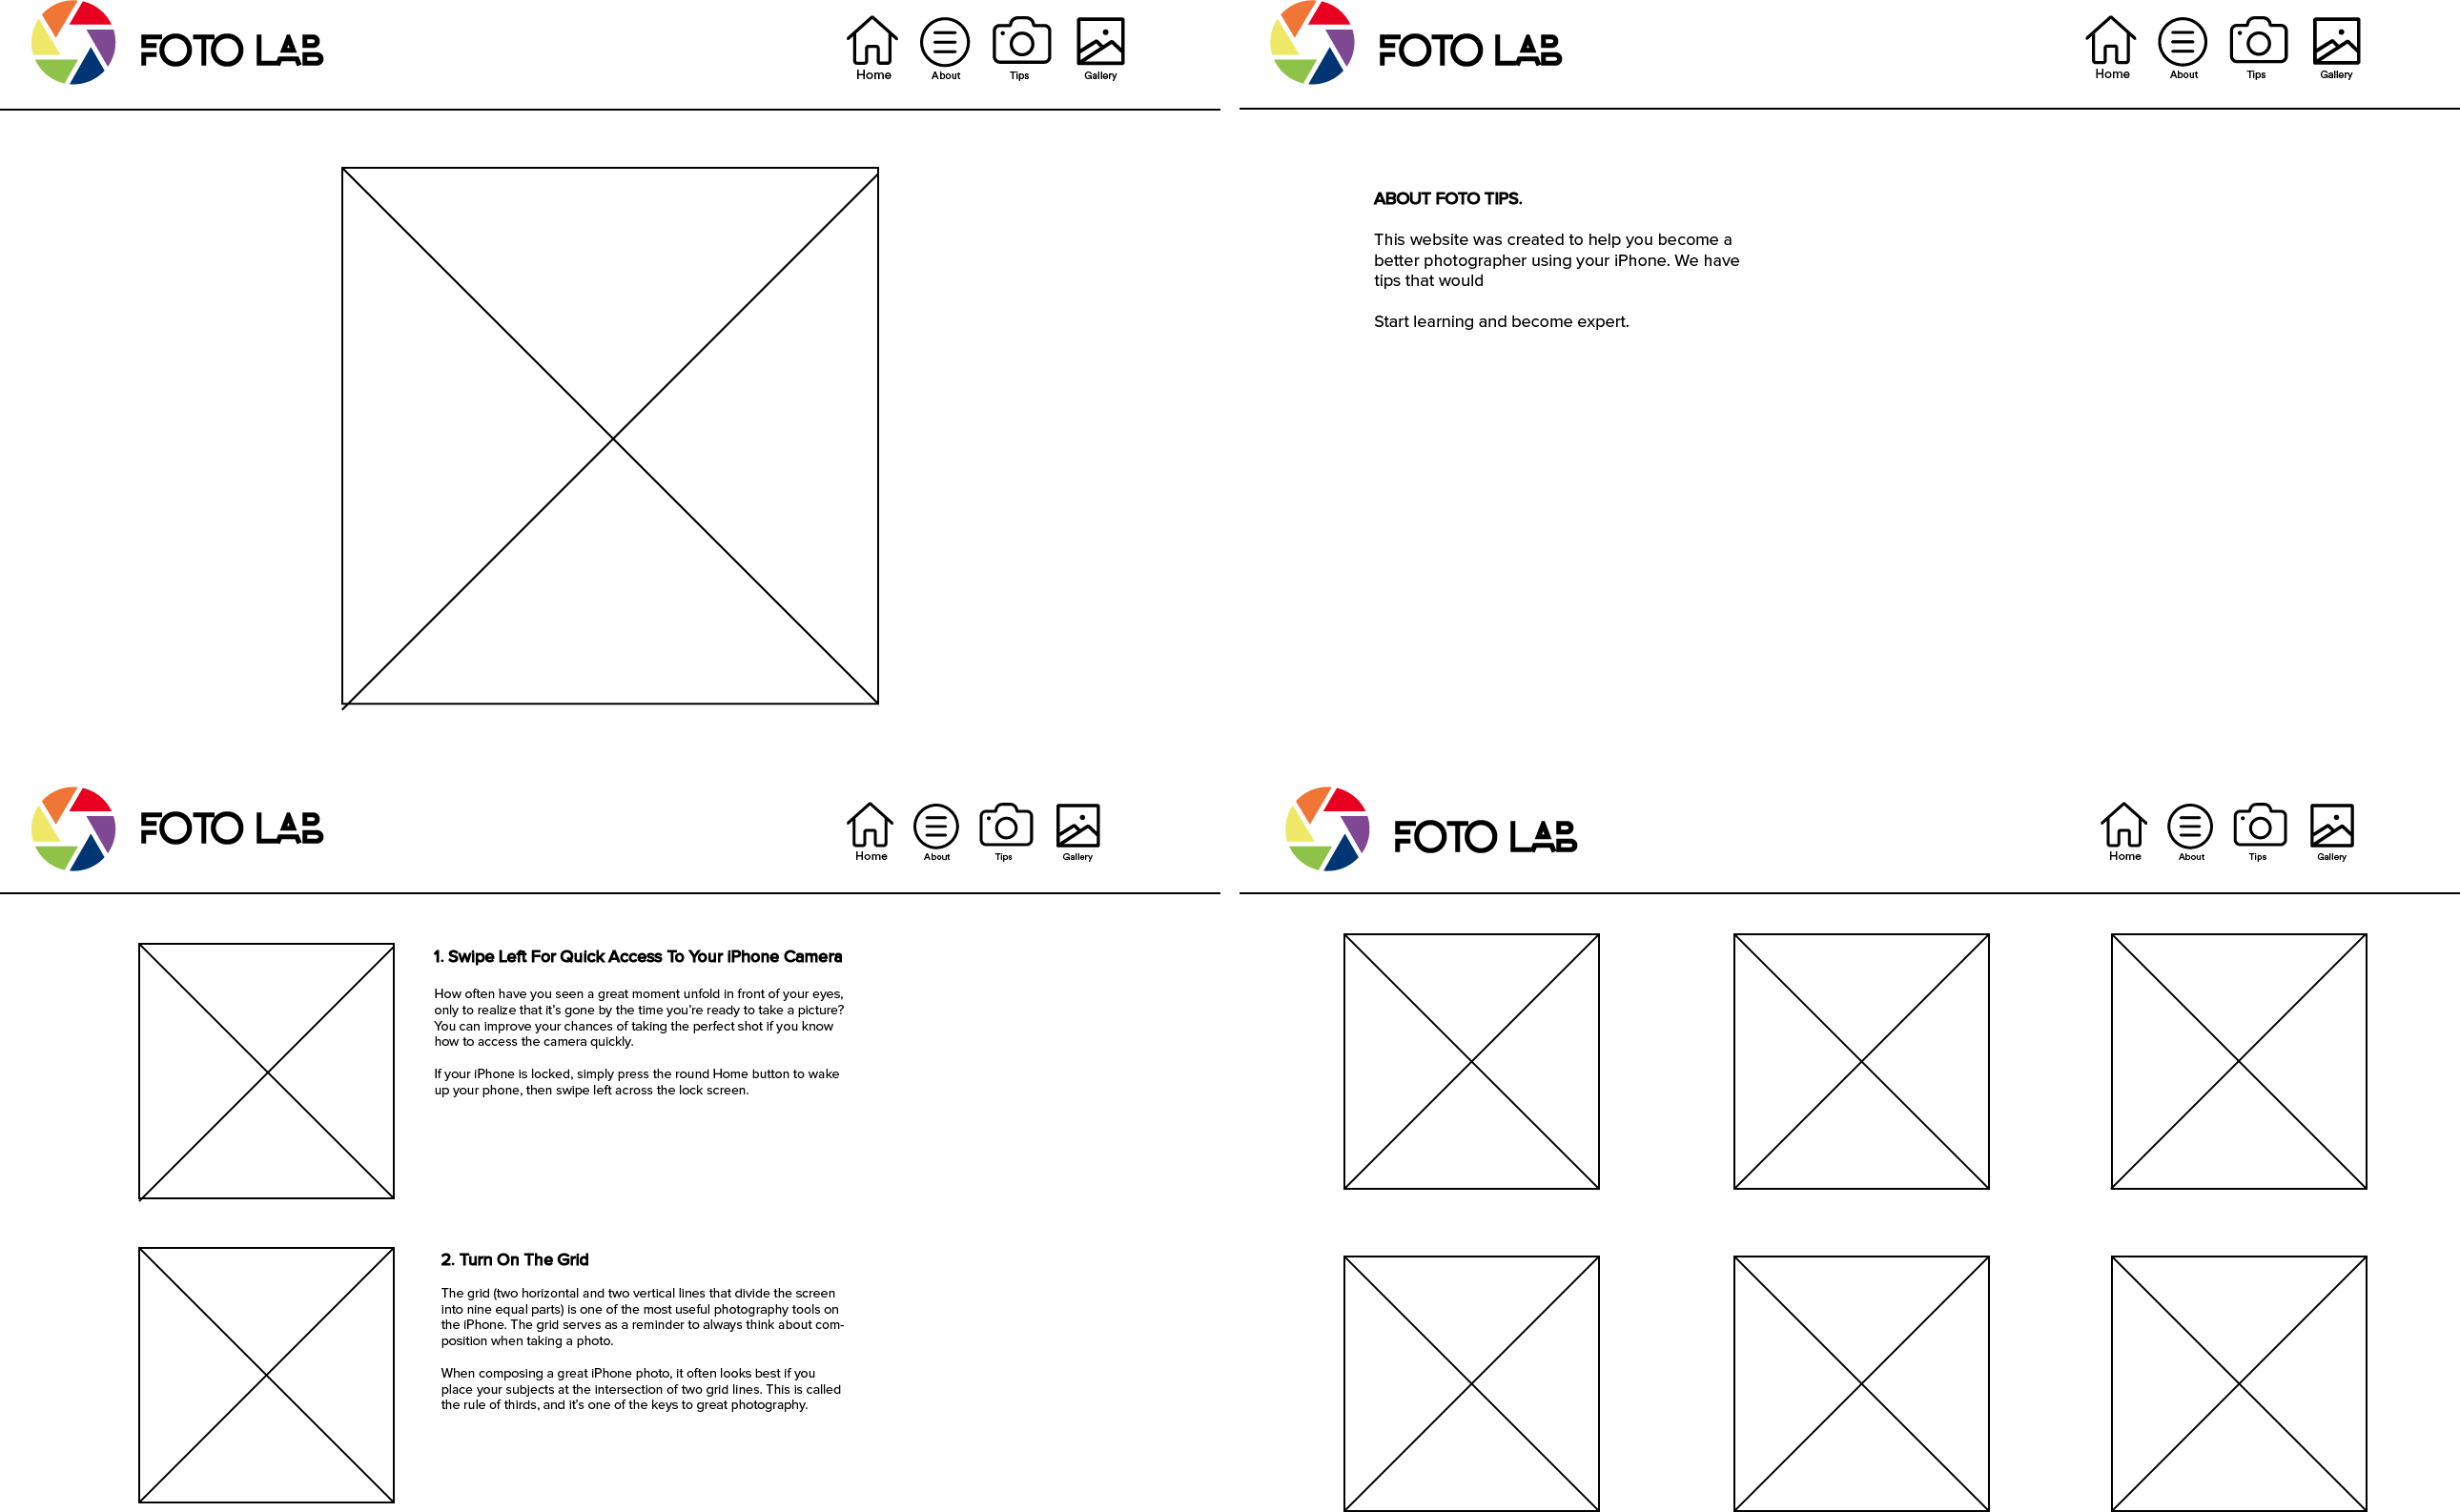 FOTO LAB
Home About Tips Gallery
FOTO LAB
Home About Tips Gallery
ABOUT FOTO TIPS.
This website was created to help you become a
better photographer using your iPhone. We have
tips that would
Start learning and become expert.
FOTO LAB
Home About Tips Gallery
1. Swipe Left For Quick Access To Your iPhone Camera
How often have you seen a great moment unfold in front of your eyes,
only to realize that it's gone by the time you're ready to take a picture?
You can improve your chances of taking the perfect shot if you know
how to access the camera quickly.
If your iPhone is locked, simply press the round Home button to wake
up your phone, then swipe left across the lock screen.
2. Turn On The Grid
The grid (two horizontal and two vertical lines that divide the screen
into nine equal parts) is one of the most useful photography tools on
the iPhone. The grid serves as a reminder to always think about com-
position when taking a photo.
When composing a great iPhone photo, it often looks best if you
place your subjects at the intersection of two grid lines. This is called
the rule of thirds, and it's one of the keys to great photography.
FOTO LAB
Home About Tips Gallery